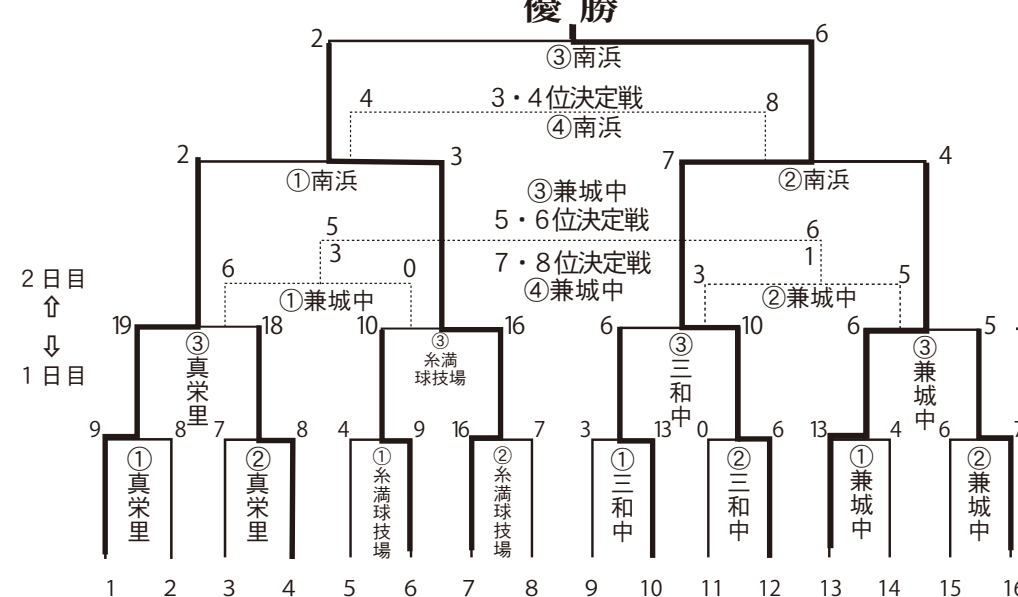 優勝
2 6
③南浜
4 3・4位決定戦 8
④南浜
2 3 7 4
①南浜 ②南浜
③兼城中
5 5・6位決定戦 6
3 7・8位決定戦 1
④兼城中
6 0 3 5
①兼城中 ②兼城中
2日目
⇧
⇩
1日目
19 18 10 16 6 10 6 5
③真栄里
③糸満球技場
③三和中
③兼城中
9 8 7 8 4 9 16 7 3 13 0 6 13 4 6 7
①真栄里
②真栄里
①糸満球技場
②糸満球技場
①三和中
②三和中
①兼城中
②兼城中
1 2 3 4 5 6 7 8 9 10 11 12 13 14 15 16